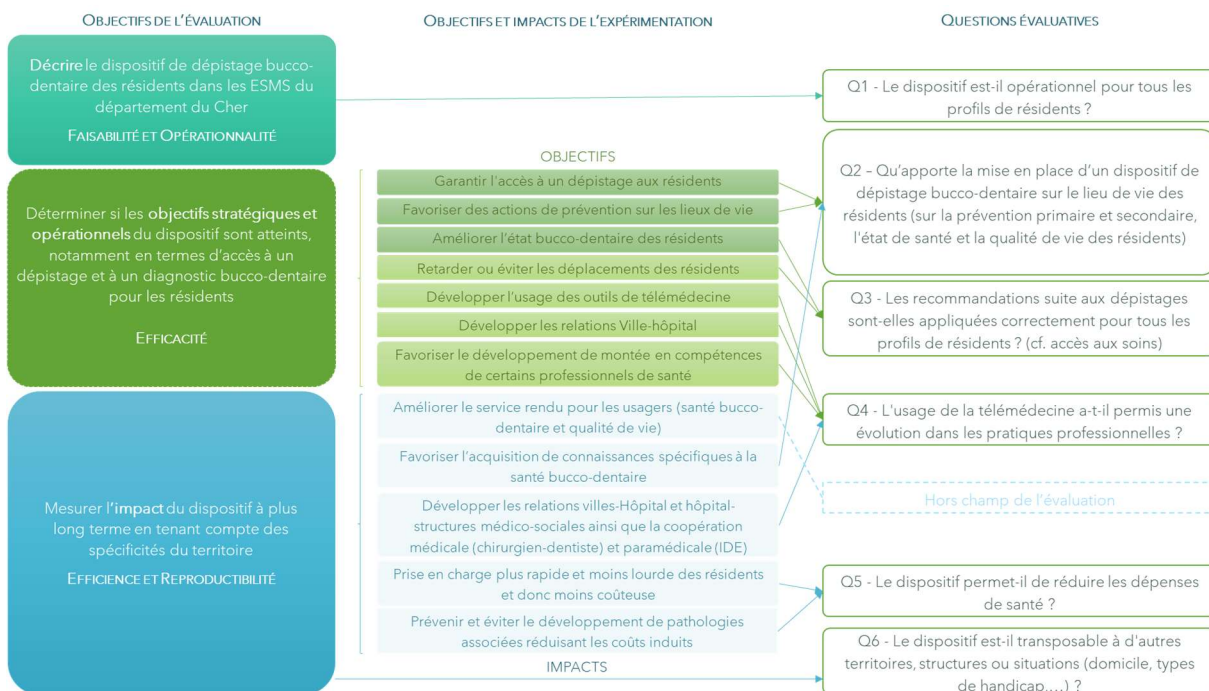 OBJECTIFS DE L'ÉVALUATION
OBJECTIFS ET IMPACTS DE L'EXPÉRIMENTATION
QUESTIONS ÉVALUATIVES
Décrire le dispositif de dépistage bucco-
dentaire des résidents dans les ESMS du
département du Cher
FAISABILITÉ ET OPÉRATIONNALITÉ
Déterminer si les objectifs stratégiques et
opérationnels du dispositif sont atteints,
notamment en termes d'accès à un
dépistage et à un diagnostic bucco-dentaire
pour les résidents
EFFICACITÉ
Mesurer l'impact du dispositif à plus
long terme en tenant compte des
spécificités du territoire
EFFICIENCE ET REPRODUCTIBILITÉ
OBJECTIFS
Garantir l'accès à un dépistage aux résidents
Favoriser des actions de prévention sur les lieux de vie
Améliorer l'état bucco-dentaire des résidents
Retarder ou éviter les déplacements des résidents
Développer l'usage des outils de télémédecine
Développer les relations Ville-hôpital
Favoriser le développement de montée en compétences
de certains professionnels de santé
Améliorer le service rendu pour les usagers (santé bucco-
dentaire et qualité de vie)
Favoriser l'acquisition de connaissances spécifiques à la
santé bucco-dentaire
Développer les relations villes-Hôpital et hôpital-
structures médico-sociales ainsi que la coopération
médicale (chirurgien-dentiste) et paramédicale (IDE)
Prise en charge plus rapide et moins lourde des résidents
et donc moins coûteuse
Prévenir et éviter le développement de pathologies
associées réduisant les coûts induits
IMPACTS
Q1 - Le dispositif est-il opérationnel pour tous les
profils de résidents ?
Q2 – Qu'apporte la mise en place d'un dispositif de
dépistage bucco-dentaire sur le lieu de vie des
résidents (sur la prévention primaire et secondaire,
l'état de santé et la qualité de vie des résidents)
Q3 - Les recommandations suite aux dépistages
sont-elles appliquées correctement pour tous les
profils de résidents ? (cf. accès aux soins)
Q4 - L'usage de la télémédecine a-t-il permis une
évolution dans les pratiques professionnelles ?
Hors champ de l'évaluation
Q5 - Le dispositif permet-il de réduire les dépenses
de santé ?
Q6 - Le dispositif est-il transposable à d'autres
territoires, structures ou situations (domicile, types
de handicap,...) ?